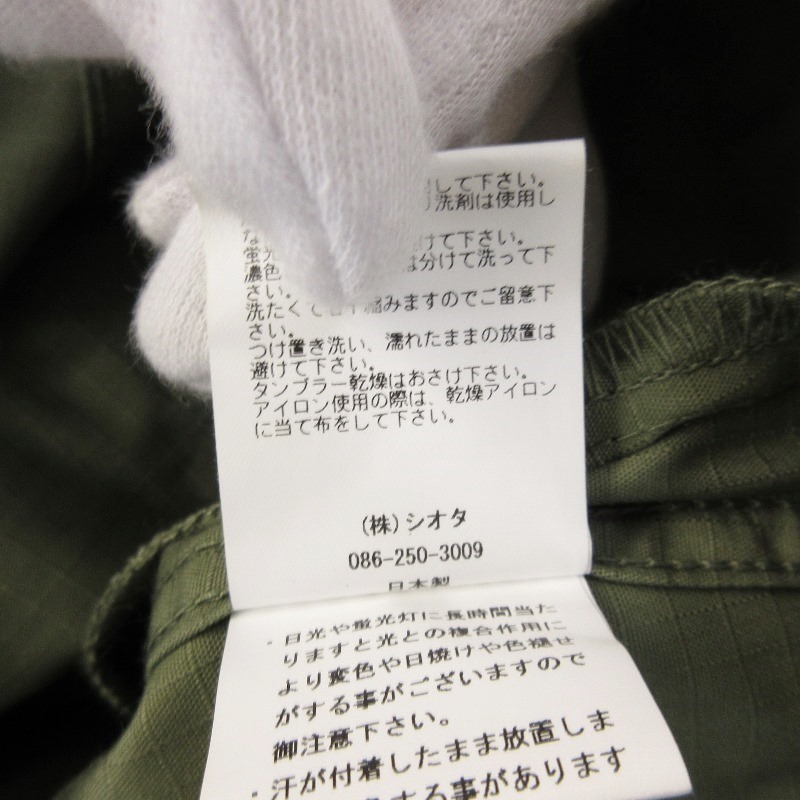 して下さい。
洗剤は使用し
な けて下さい。
蛍光
濃色 は分けて洗って下
さい。
洗たくで 縮みますのでご留意下
さい。
つけ置き洗い、濡れたままの放置は
避けて下さい。
タンブラー乾燥はおさけ下さい。
アイロン使用の際は、乾燥アイロン
に当て布をして下さい。
(株)シオタ
086-250-3009
日本製
・日光や蛍光灯に長時間当た
りますと光との複合作用に
より変色や日焼けや色褪せ
がする事がございますので
御注意下さい。
・汗が付着したまま放置しま
する事があります